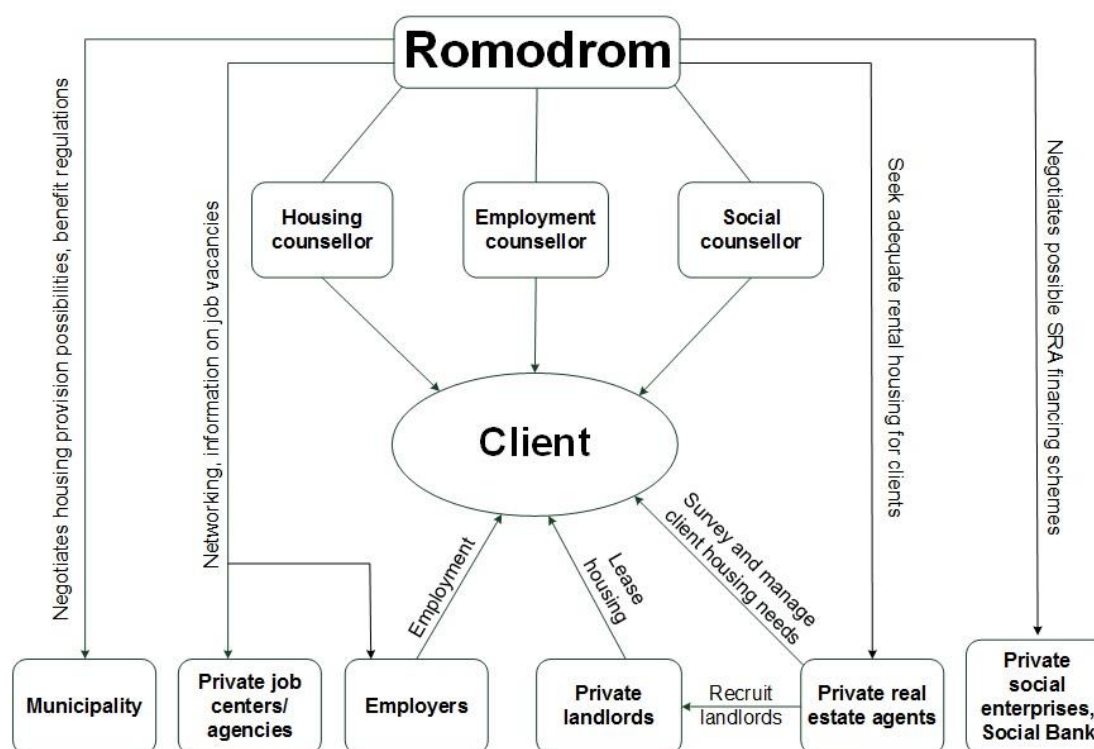 Romodrom
Negotiates housing provision possibilities, benefit regulations
Networking, information on job vacancies
Seek adequate rental housing for clients
Negotiates possible SRA financing schemes
Housing
counsellor
Employment
counsellor
Social
counsellor
Client
Employment
Lease
housing
Survey and manage
client housing needs
Municipality
Private job
centers/
agencies
Employers
Private
landlords
Recruit
landlords
Private real
estate agents
Private
social
enterprises,
Social Bank